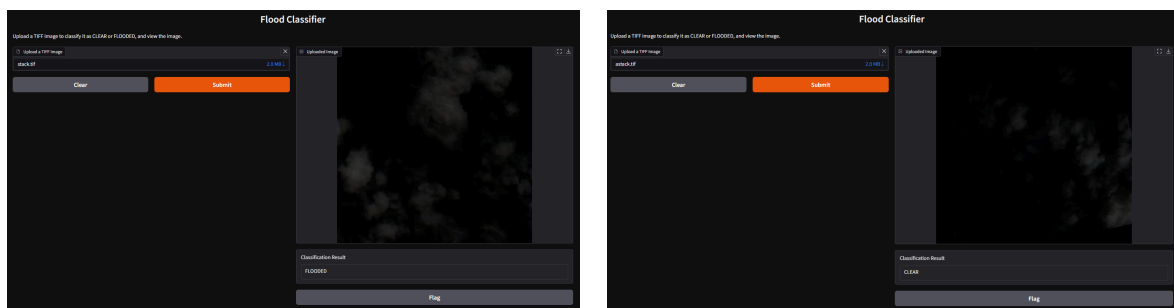 Flood Classifier
Upload a TIFF image to classify it as CLEAR or FLOODED, and view the image.
Upload a TIFF image
stack.tif 2.0 MB ↓
Clear Submit
Uploaded Image
Classification Result
FLOODED
Flag
Flood Classifier
Upload a TIFF image to classify it as CLEAR or FLOODED, and view the image.
Upload a TIFF image
astack.tif 2.0 MB ↓
Clear Submit
Uploaded Image
Classification Result
CLEAR
Flag